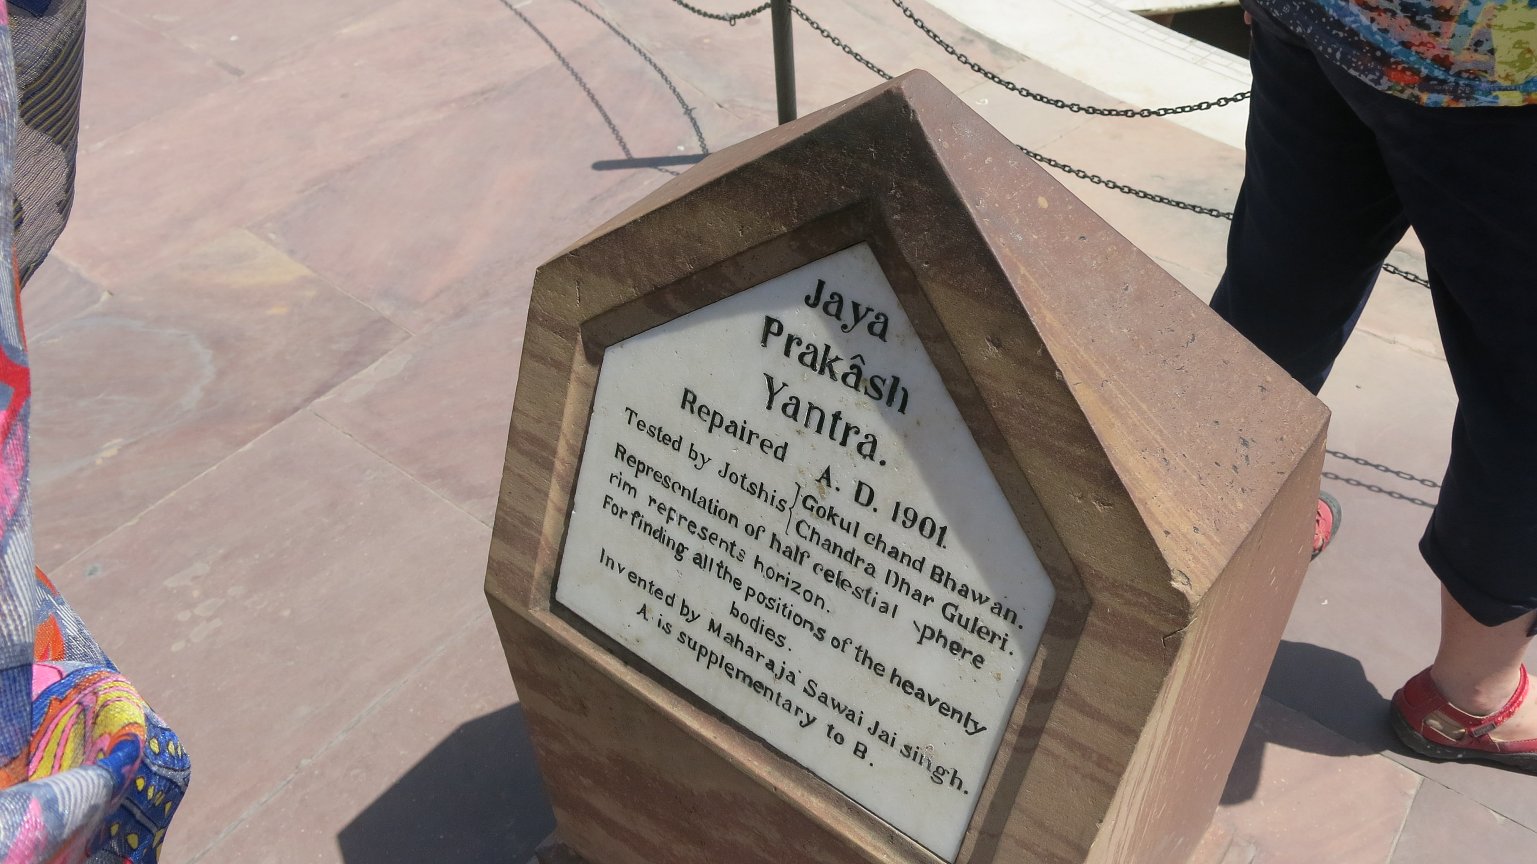 Jaya
Prakâsh
Yantra.
Repaired A. D. 1901.
Tested by Jotshis { Gokul chand Bhawan.
Chandra Dhar Guleri.
Representation of half celestial sphere
rim represents horizon.
For finding all the positions of the heavenly
bodies.
Invented by Maharaja Sawai Jai singh.
A. is supplementary to B.